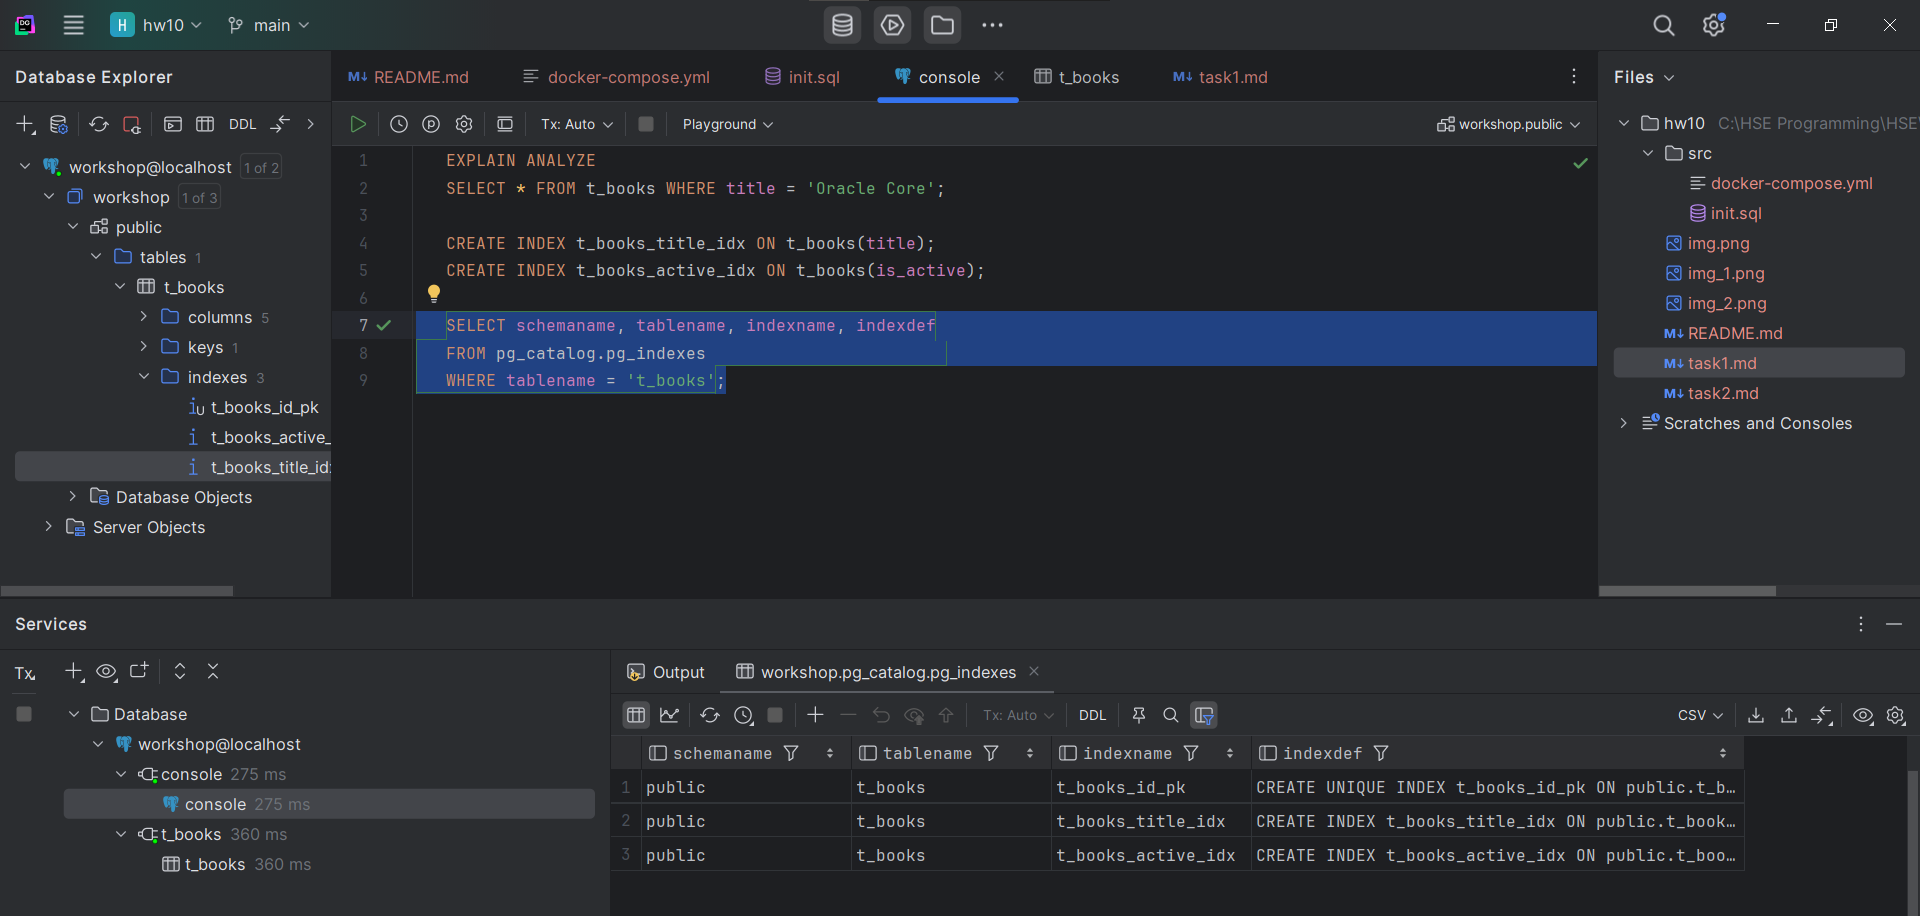 H hw10 main
Database Explorer
README.md docker-compose.yml init.sql console t_books task1.md
Files
DDL
Tx: Auto Playground workshop.public
workshop@localhost 1 of 2
workshop 1 of 3
public
tables 1
t_books
columns 5
keys 1
indexes 3
t_books_id_pk
t_books_active_
t_books_title_id
Database Objects
Server Objects
1 EXPLAIN ANALYZE
2 SELECT * FROM t_books WHERE title = 'Oracle Core';
3
4 CREATE INDEX t_books_title_idx ON t_books(title);
5 CREATE INDEX t_books_active_idx ON t_books(is_active);
6
7 SELECT schemaname, tablename, indexname, indexdef
8 FROM pg_catalog.pg_indexes
9 WHERE tablename = 't_books';
hw10 C:\HSE Programming\HSE\
src
docker-compose.yml
init.sql
img.png
img_1.png
img_2.png
README.md
task1.md
task2.md
Scratches and Consoles
Services
Tx
Database
workshop@localhost
console 275 ms
console 275 ms
t_books 360 ms
t_books 360 ms
Output workshop.pg_catalog.pg_indexes
Tx: Auto DDL CSV
schemaname tablename indexname indexdef
1 public t_books t_books_id_pk CREATE UNIQUE INDEX t_books_id_pk ON public.t_b…
2 public t_books t_books_title_idx CREATE INDEX t_books_title_idx ON public.t_book…
3 public t_books t_books_active_idx CREATE INDEX t_books_active_idx ON public.t_boo…